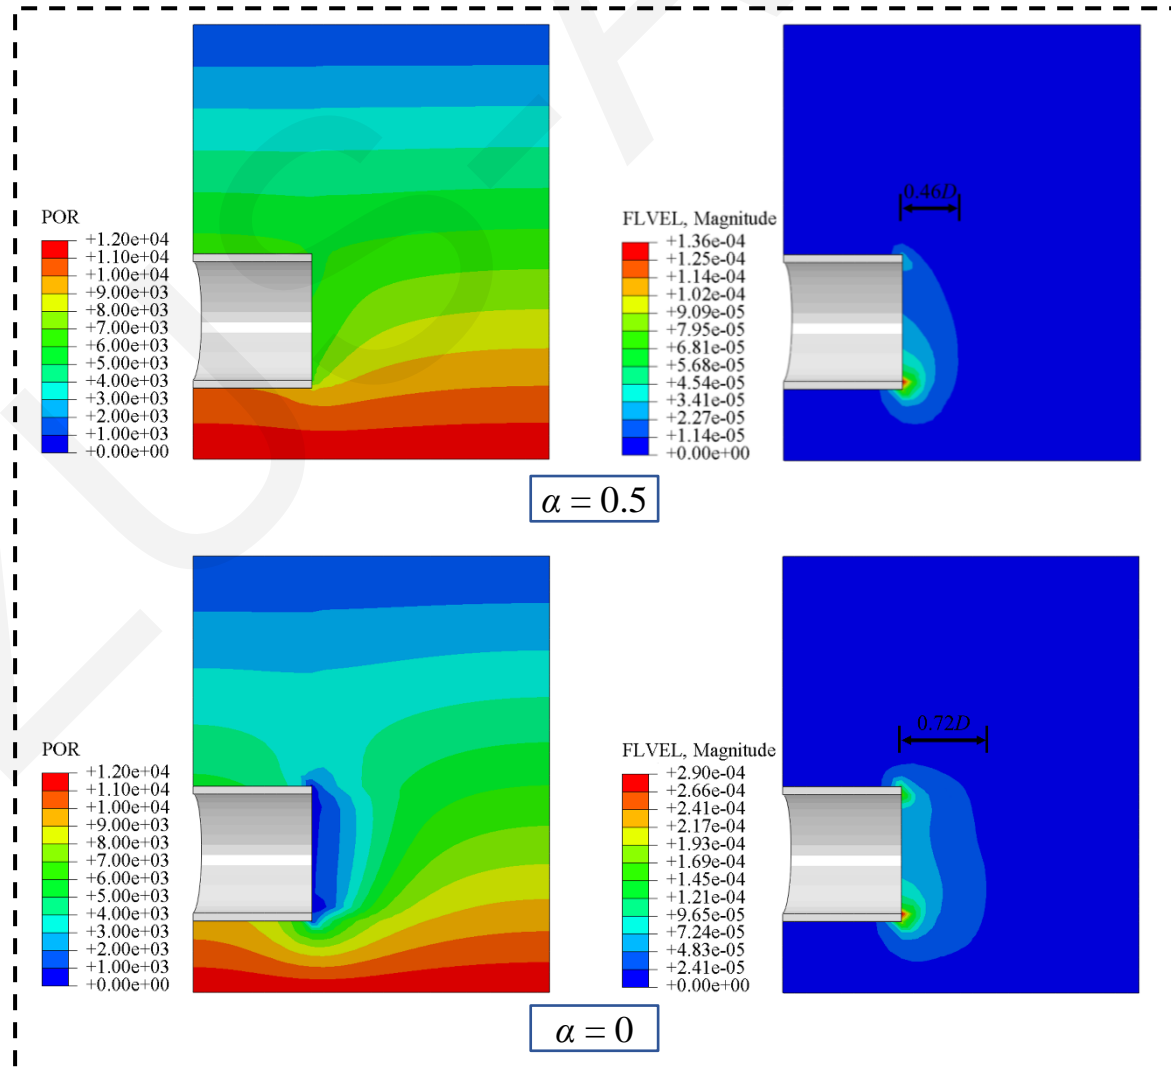 POR
+1.20e+04
+1.10e+04
+1.00e+04
+9.00e+03
+8.00e+03
+7.00e+03
+6.00e+03
+5.00e+03
+4.00e+03
+3.00e+03
+2.00e+03
+1.00e+03
+0.00e+00
0.46D
FLVEL, Magnitude
+1.36e-04
+1.25e-04
+1.14e-04
+1.02e-04
+9.09e-05
+7.95e-05
+6.81e-05
+5.68e-05
+4.54e-05
+3.41e-05
+2.27e-05
+1.14e-05
+0.00e+00
α = 0.5
POR
+1.20e+04
+1.10e+04
+1.00e+04
+9.00e+03
+8.00e+03
+7.00e+03
+6.00e+03
+5.00e+03
+4.00e+03
+3.00e+03
+2.00e+03
+1.00e+03
+0.00e+00
0.72D
FLVEL, Magnitude
+2.90e-04
+2.66e-04
+2.41e-04
+2.17e-04
+1.93e-04
+1.69e-04
+1.45e-04
+1.21e-04
+9.65e-05
+7.24e-05
+4.83e-05
+2.41e-05
+0.00e+00
α = 0